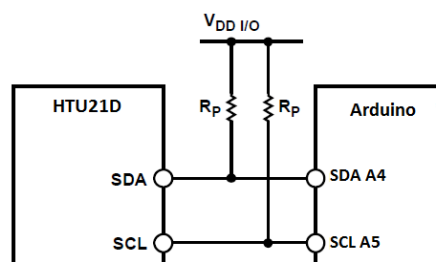 VDD I/O
HTU21D
RP
RP
Arduino
SDA
SDA A4
SCL
SCL A5